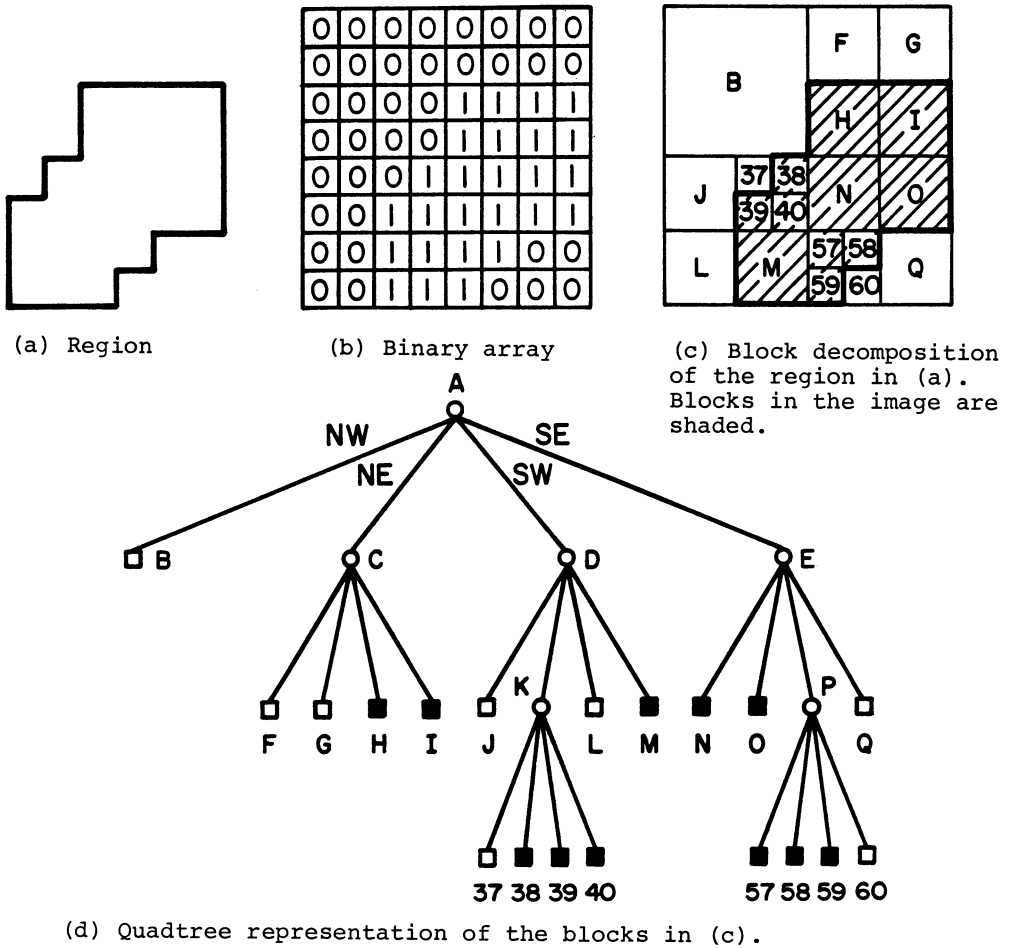 0 0 0 0 0 0 0 0
0 0 0 0 0 0 0 0
0 0 0 0 1 1 1 1
0 0 0 0 1 1 1 1
0 0 0 1 1 1 1 1
0 0 1 1 1 1 1 1
0 0 1 1 1 1 0 0
0 0 1 1 1 0 0 0
B F G
H I
J 37 38 N O
39 40
L M 57 58 Q
59 60
(a) Region
(b) Binary array
(c) Block decomposition
of the region in (a).
Blocks in the image are
shaded.
A
NW NE SW SE
B C D E
K P
F G H I J L M N O Q
37 38 39 40 57 58 59 60
(d) Quadtree representation of the blocks in (c).